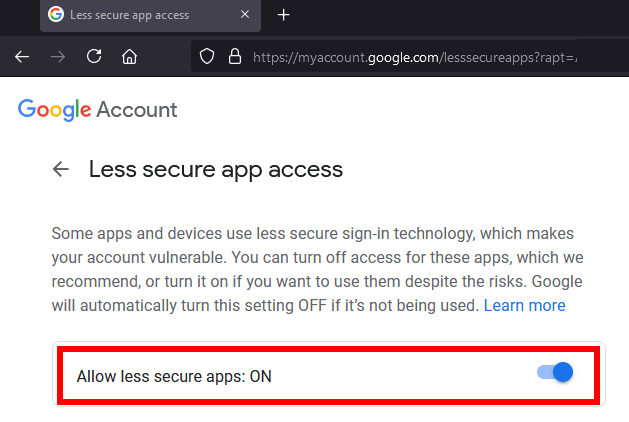 Less secure app access
https://myaccount.google.com/lesssecureapps?rapt=
Google Account
Less secure app access
Some apps and devices use less secure sign-in technology, which makes
your account vulnerable. You can turn off access for these apps, which we
recommend, or turn it on if you want to use them despite the risks. Google
will automatically turn this setting OFF if it’s not being used. Learn more
Allow less secure apps: ON